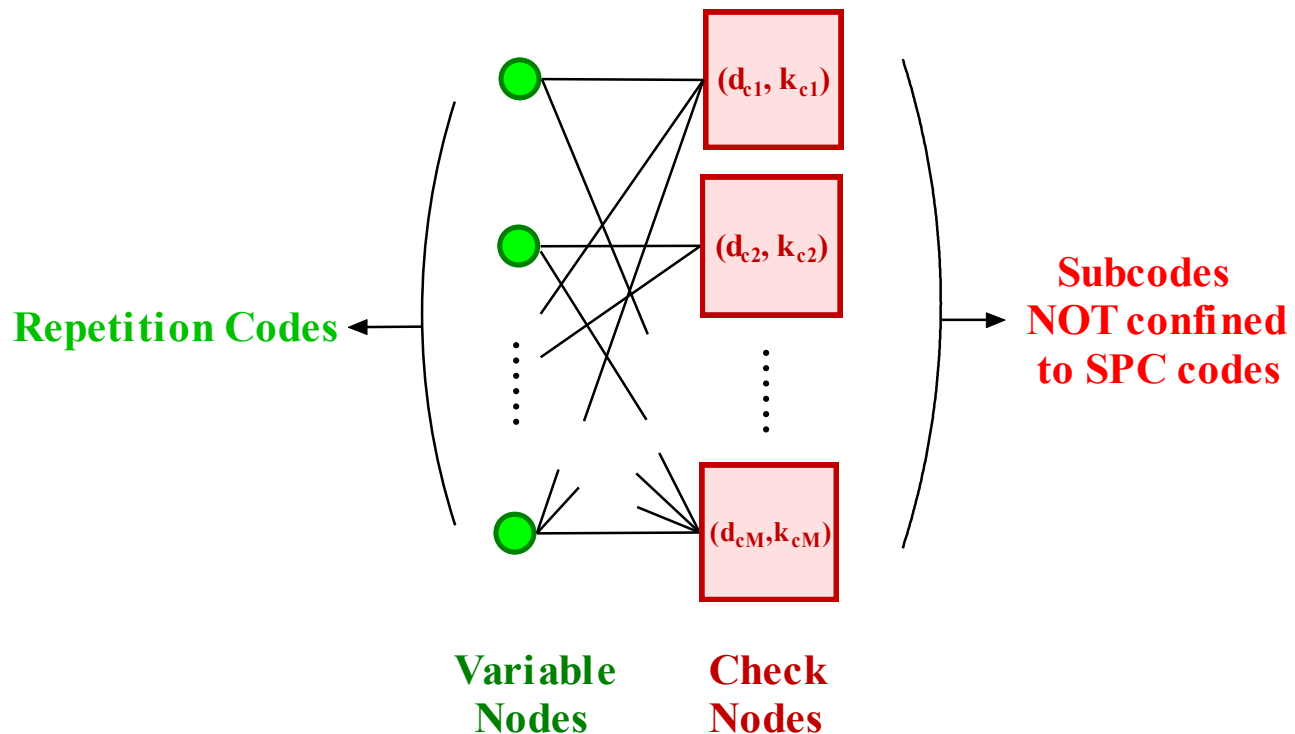 (dc1, kc1)
(dc2, kc2)
Repetition Codes
Subcodes
NOT confined
to SPC codes
(dcM,kcM)
Variable
Nodes
Check
Nodes